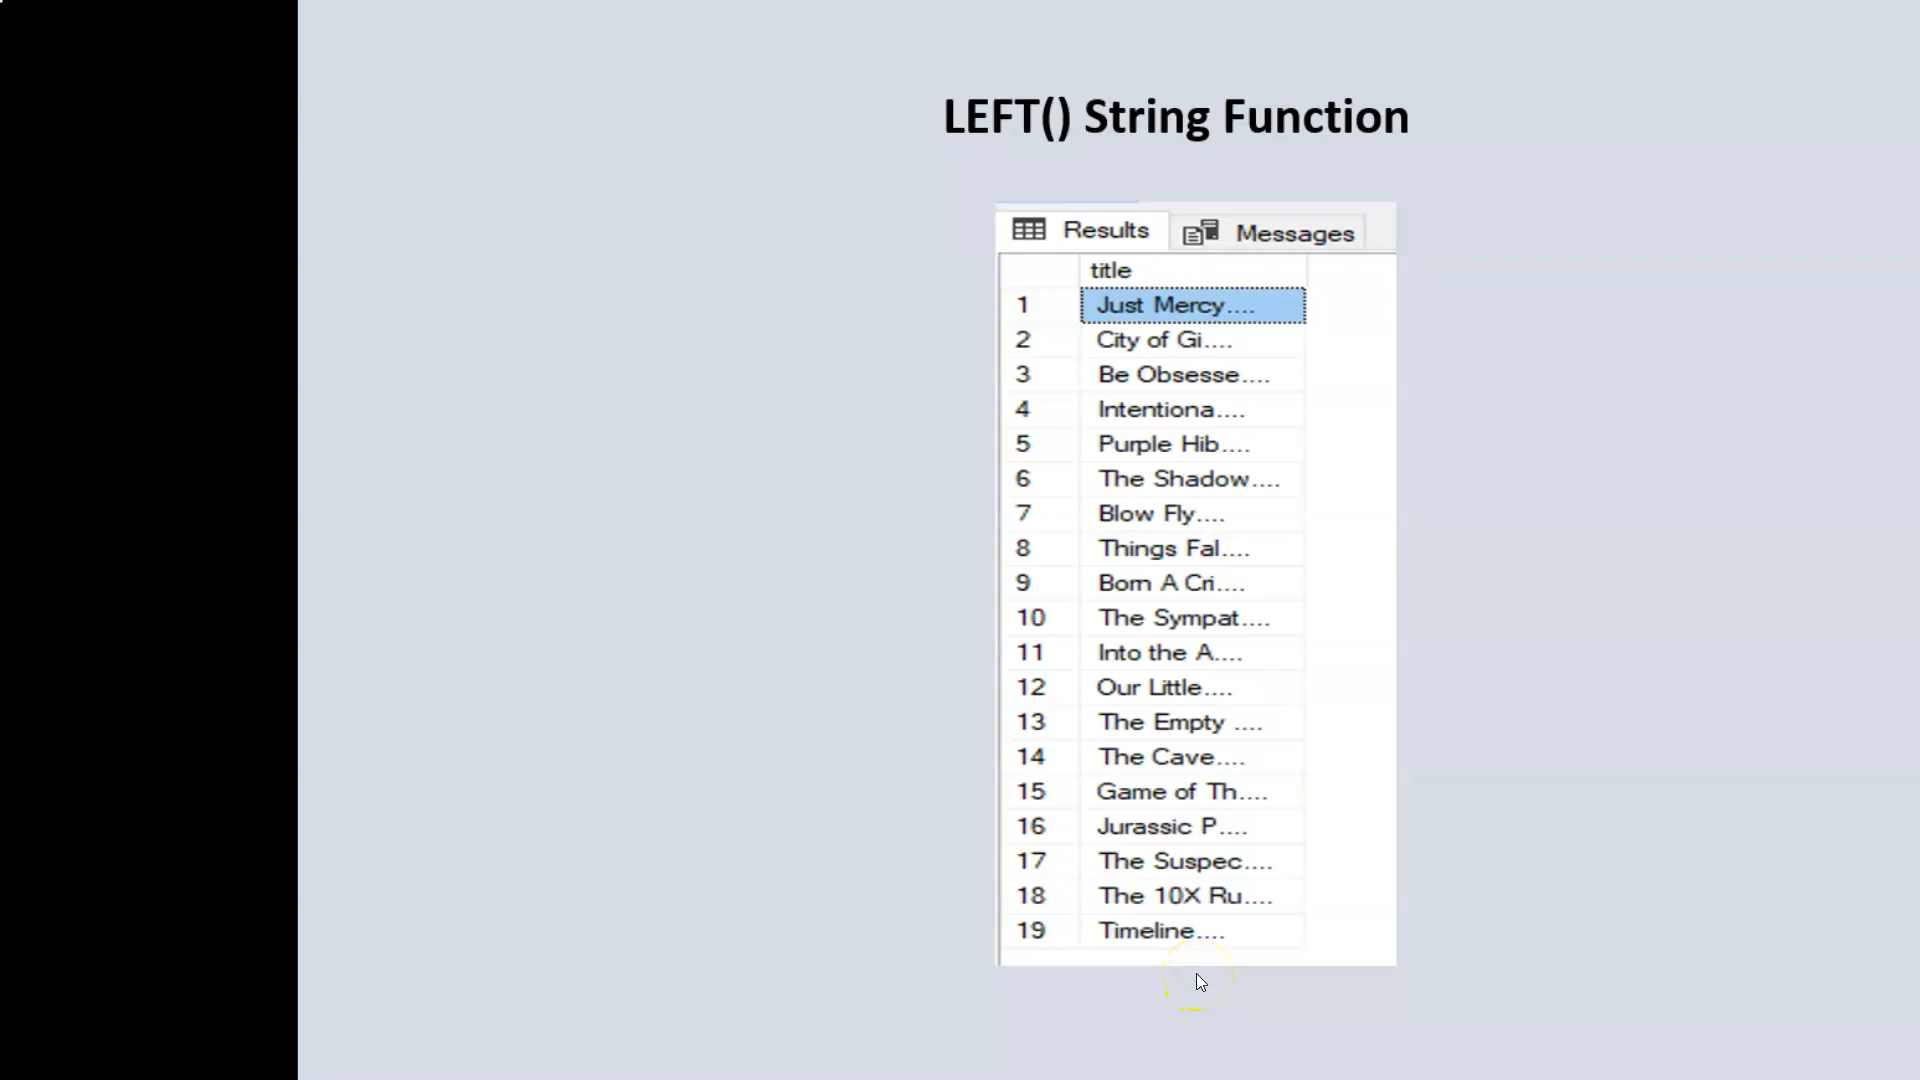 LEFT() String Function
Results Messages
title
1 Just Mercy....
2 City of Gi....
3 Be Obsesse....
4 Intentiona....
5 Purple Hib....
6 The Shadow....
7 Blow Fly....
8 Things Fal....
9 Born A Cri....
10 The Sympat....
11 Into the A....
12 Our Little....
13 The Empty ....
14 The Cave....
15 Game of Th....
16 Jurassic P....
17 The Suspec....
18 The 10X Ru....
19 Timeline....